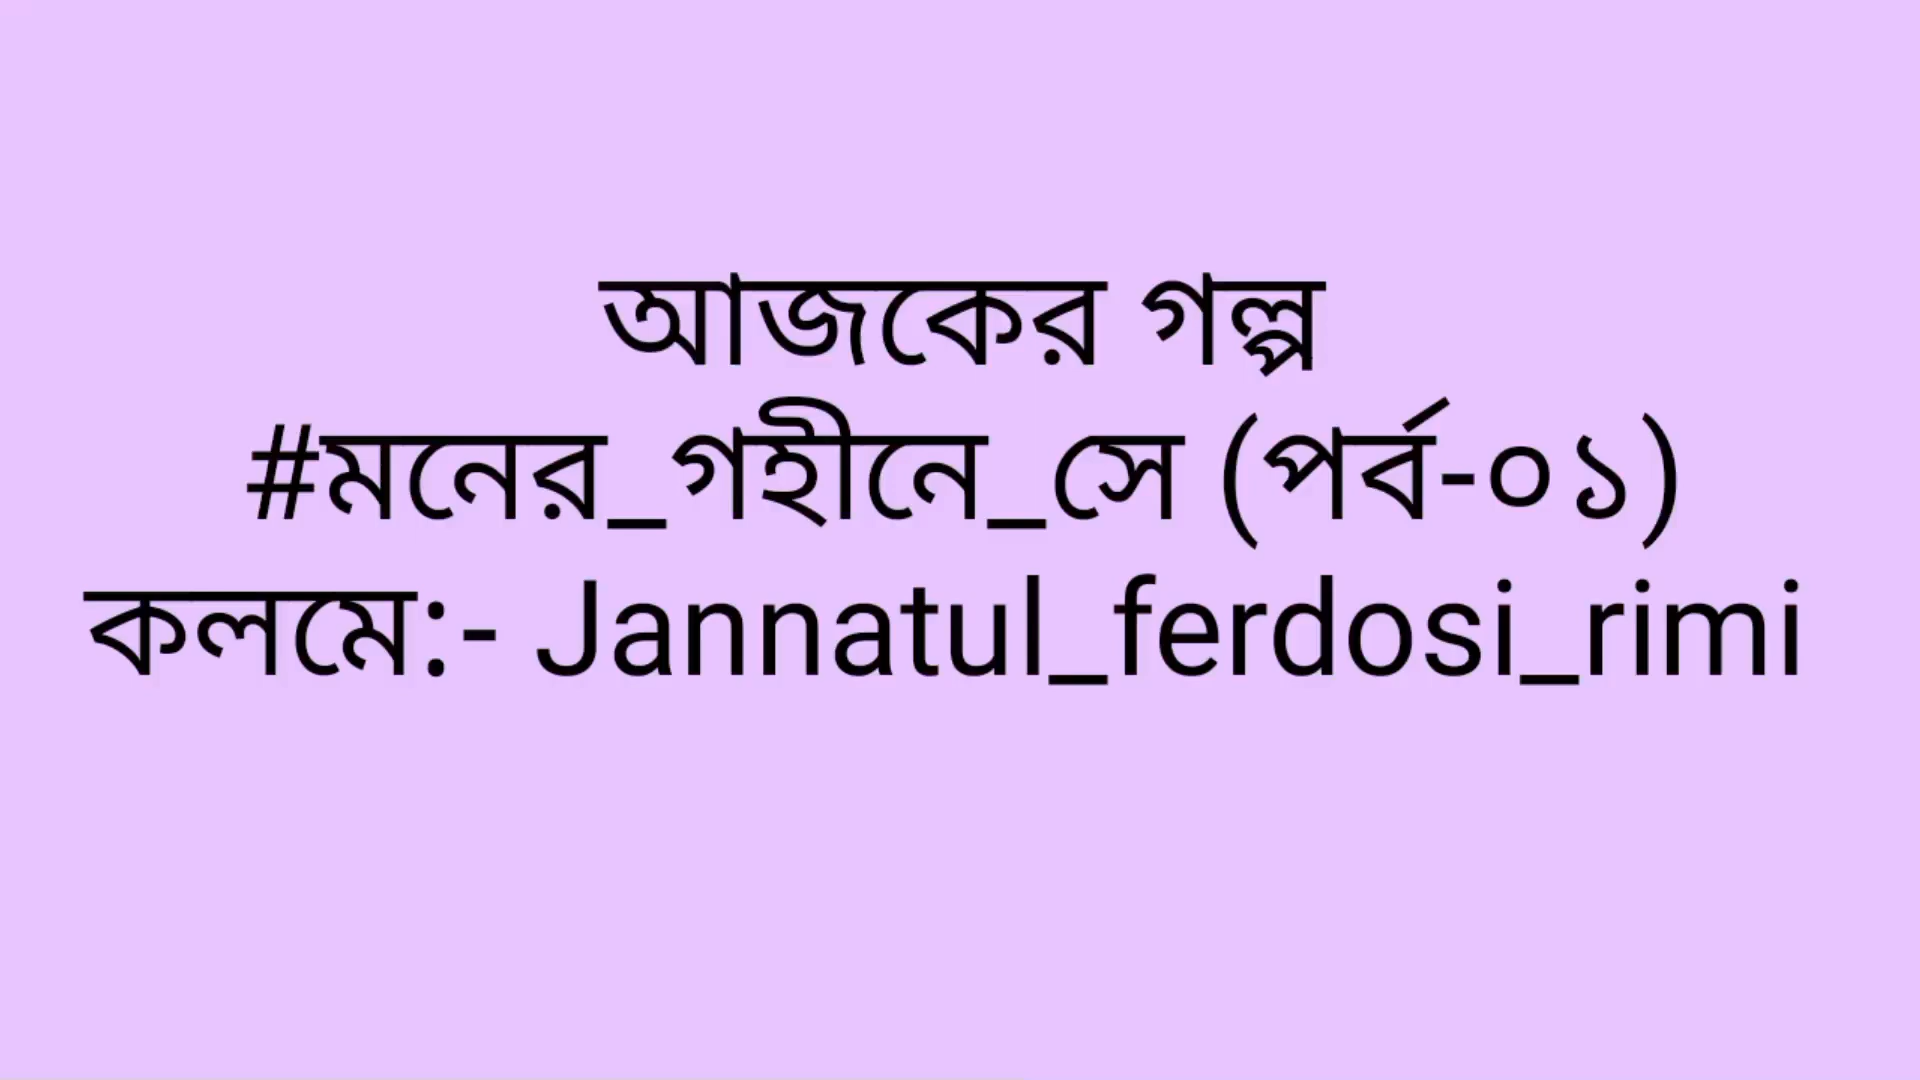 আজকের গল্প
#মনের_গহীনে_সে (পর্ব-০১)
কলমে:- Jannatul_ferdosi_rimi